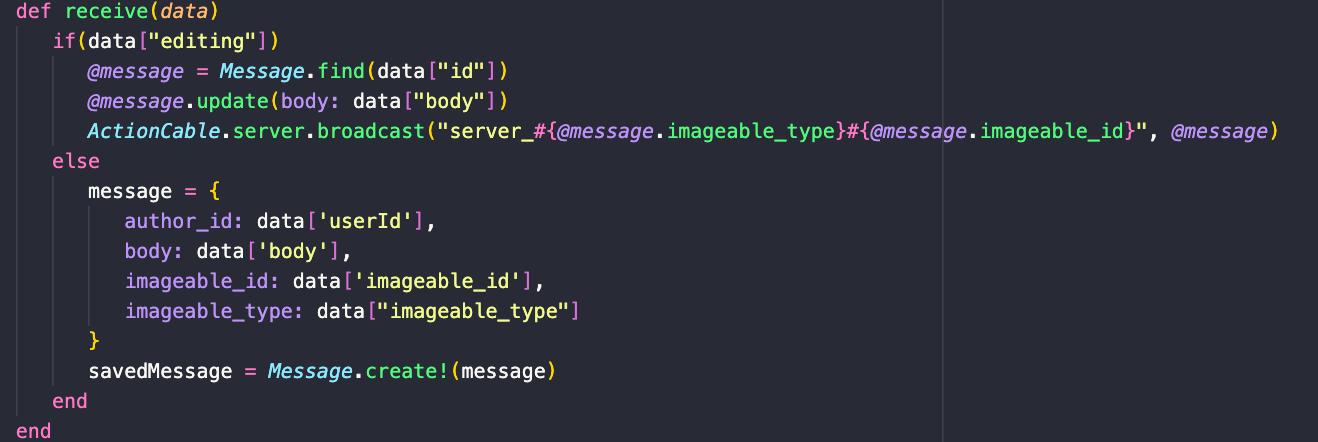 def receive(data)
if(data["editing"])
@message = Message.find(data["id"])
@message.update(body: data["body"])
ActionCable.server.broadcast("server_#{@message.imageable_type}#{@message.imageable_id}", @message)
else
message = {
author_id: data['userId'],
body: data['body'],
imageable_id: data['imageable_id'],
imageable_type: data["imageable_type"]
}
savedMessage = Message.create!(message)
end
end